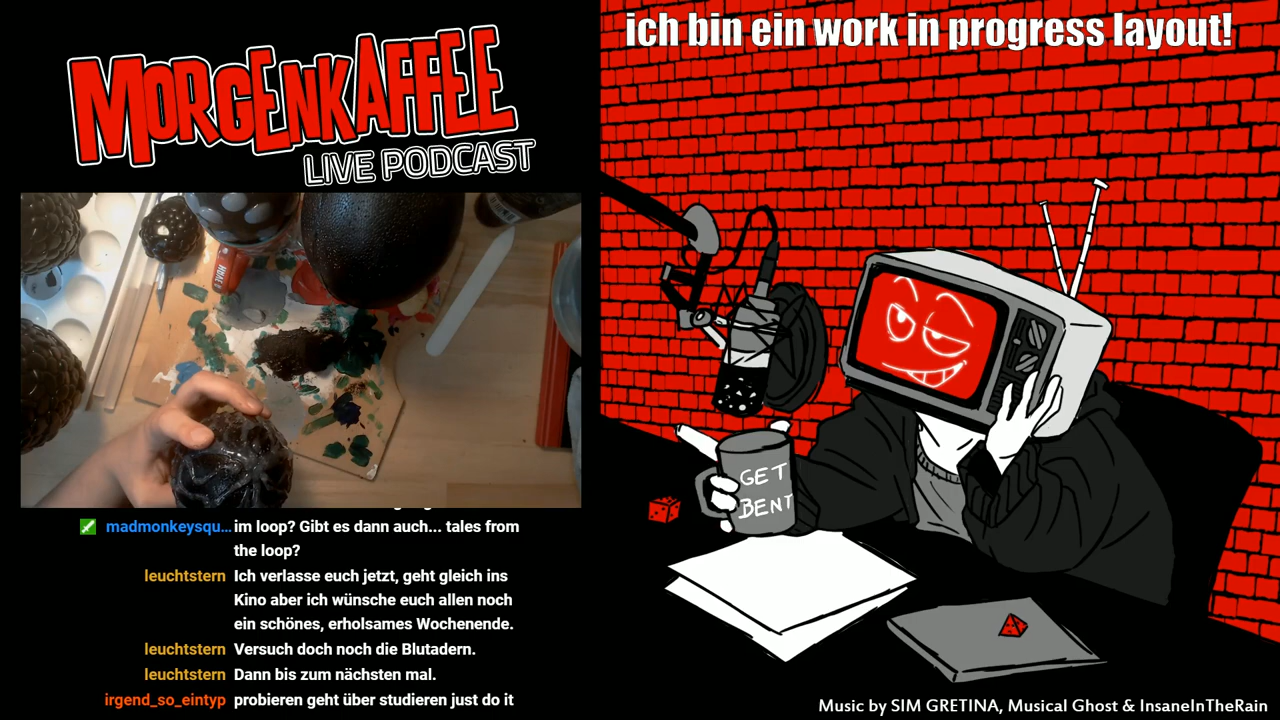 MORGENKAFFEE
LIVE PODCAST
ich bin ein work in progress layout!
GET
BENT
madmonkeysqu... im loop? Gibt es dann auch... tales from
the loop?
leuchtstern Ich verlasse euch jetzt, geht gleich ins
Kino aber ich wünsche euch allen noch
ein schönes, erholsames Wochenende.
leuchtstern Versuch doch noch die Blutadern.
leuchtstern Dann bis zum nächsten mal.
irgend_so_eintyp probieren geht über studieren just do it
Music by SIM GRETINA, Musical Ghost & InsaneInTheRain